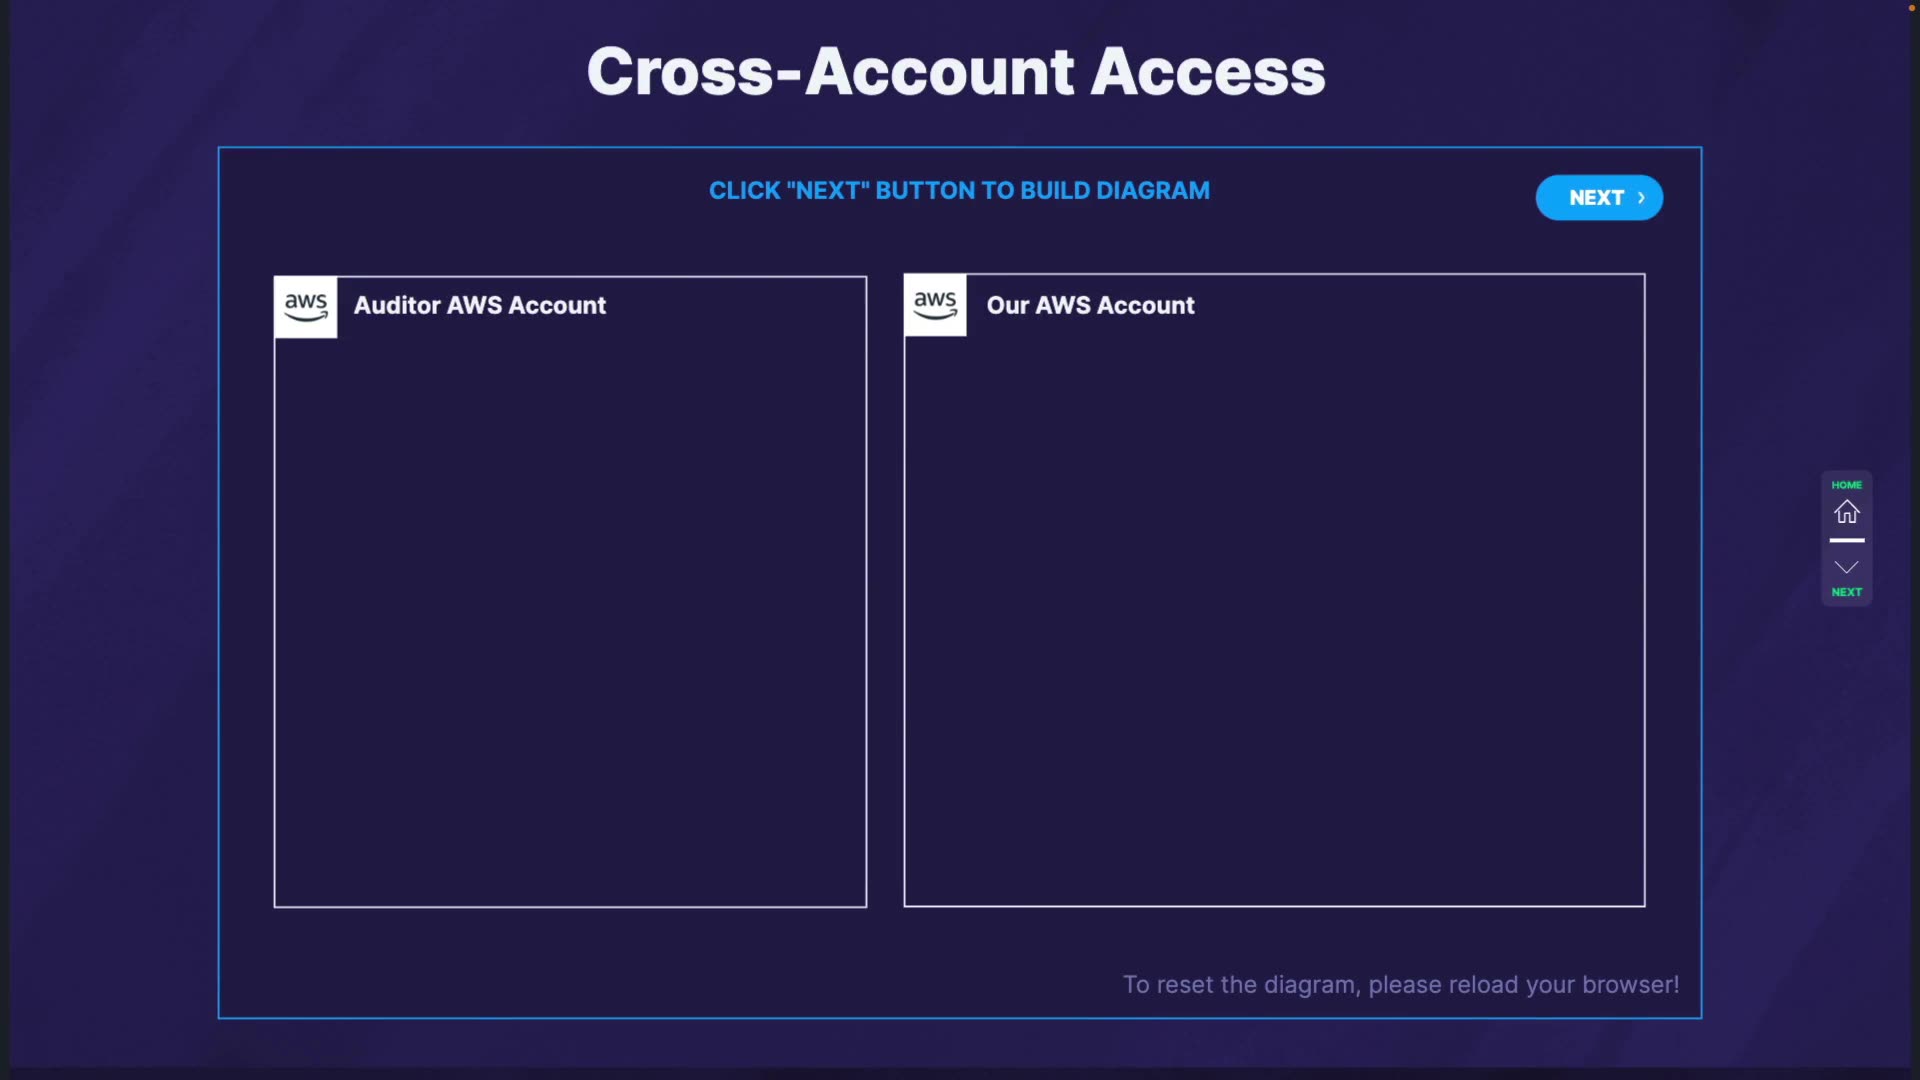 Cross-Account Access
CLICK "NEXT" BUTTON TO BUILD DIAGRAM
NEXT
aws
Auditor AWS Account
aws
Our AWS Account
HOME
NEXT
To reset the diagram, please reload your browser!